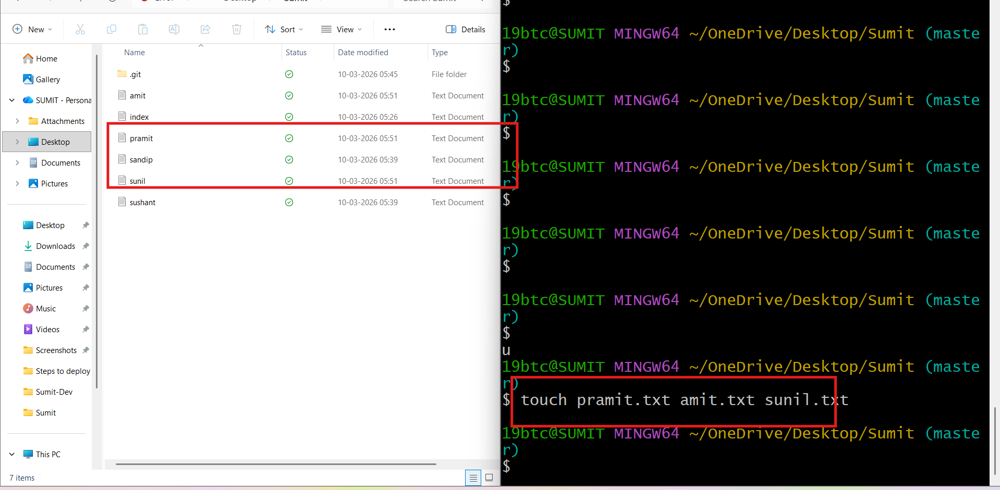 New
Sort
View
Details
Home
Gallery
SUMIT - Persona
Attachments
Desktop
Documents
Pictures
Desktop
Downloads
Documents
Pictures
Music
Videos
Screenshots
Steps to deploy
Sumit-Dev
Sumit
This PC
Name Status Date modified Type
.git 10-03-2026 05:45 File folder
amit 10-03-2026 05:51 Text Document
index 10-03-2026 05:26 Text Document
pramit 10-03-2026 05:51 Text Document
sandip 10-03-2026 05:39 Text Document
sunil 10-03-2026 05:51 Text Document
sushant 10-03-2026 05:39 Text Document
7 items
$
19btc@SUMIT MINGW64 ~/OneDrive/Desktop/Sumit (maste
r)
$
19btc@SUMIT MINGW64 ~/OneDrive/Desktop/Sumit (maste
r)
$
19btc@SUMIT MINGW64 ~/OneDrive/Desktop/Sumit (maste
r)
$
19btc@SUMIT MINGW64 ~/OneDrive/Desktop/Sumit (maste
r)
$
19btc@SUMIT MINGW64 ~/OneDrive/Desktop/Sumit (maste
r)
$
u
19btc@SUMIT MINGW64 ~/OneDrive/Desktop/Sumit (maste
r)
$ touch pramit.txt amit.txt sunil.txt
19btc@SUMIT MINGW64 ~/OneDrive/Desktop/Sumit (maste
r)
$